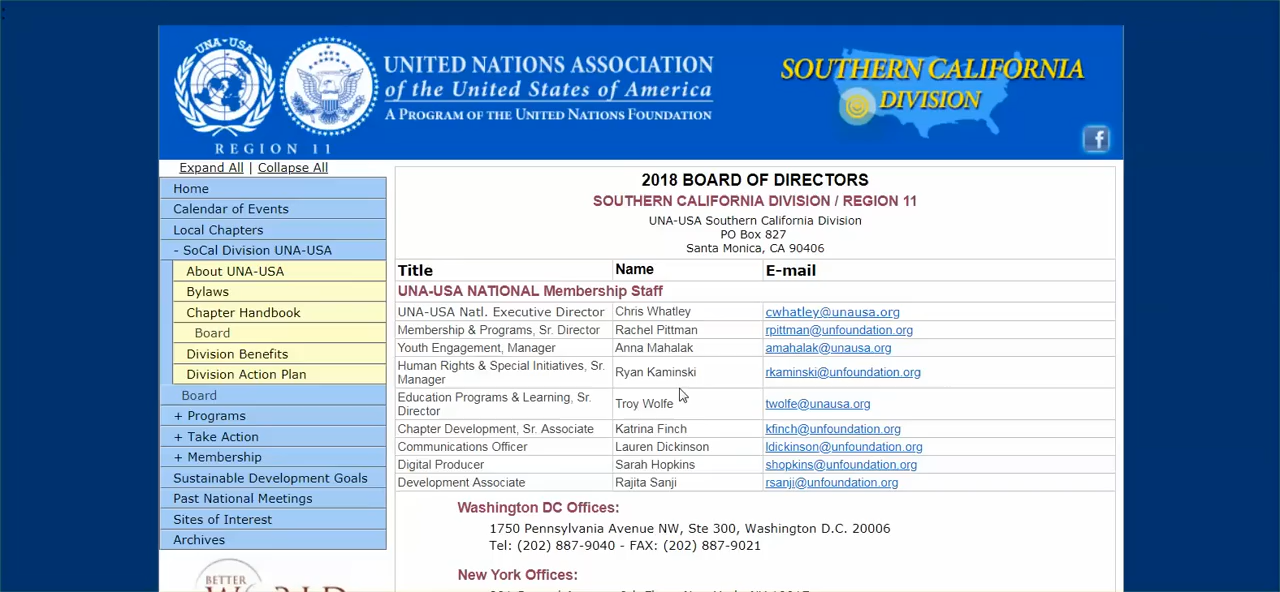 UNA-USA
REGION 11
UNITED NATIONS ASSOCIATION
of the United States of America
A PROGRAM OF THE UNITED NATIONS FOUNDATION
SOUTHERN CALIFORNIA
DIVISION
f
Expand All | Collapse All
Home
Calendar of Events
Local Chapters
- SoCal Division UNA-USA
About UNA-USA
Bylaws
Chapter Handbook
Board
Division Benefits
Division Action Plan
Board
+ Programs
+ Take Action
+ Membership
Sustainable Development Goals
Past National Meetings
Sites of Interest
Archives
BETTER
2018 BOARD OF DIRECTORS
SOUTHERN CALIFORNIA DIVISION / REGION 11
UNA-USA Southern California Division
PO Box 827
Santa Monica, CA 90406
Title Name E-mail
UNA-USA NATIONAL Membership Staff
UNA-USA Natl. Executive Director Chris Whatley cwhatley@unausa.org
Membership & Programs, Sr. Director Rachel Pittman rpittman@unfoundation.org
Youth Engagement, Manager Anna Mahalak amahalak@unausa.org
Human Rights & Special Initiatives, Sr.
Manager Ryan Kaminski rkaminski@unfoundation.org
Education Programs & Learning, Sr.
Director Troy Wolfe twolfe@unausa.org
Chapter Development, Sr. Associate Katrina Finch kfinch@unfoundation.org
Communications Officer Lauren Dickinson ldickinson@unfoundation.org
Digital Producer Sarah Hopkins shopkins@unfoundation.org
Development Associate Rajita Sanji rsanji@unfoundation.org
Washington DC Offices:
1750 Pennsylvania Avenue NW, Ste 300, Washington D.C. 20006
Tel: (202) 887-9040 - FAX: (202) 887-9021
New York Offices: